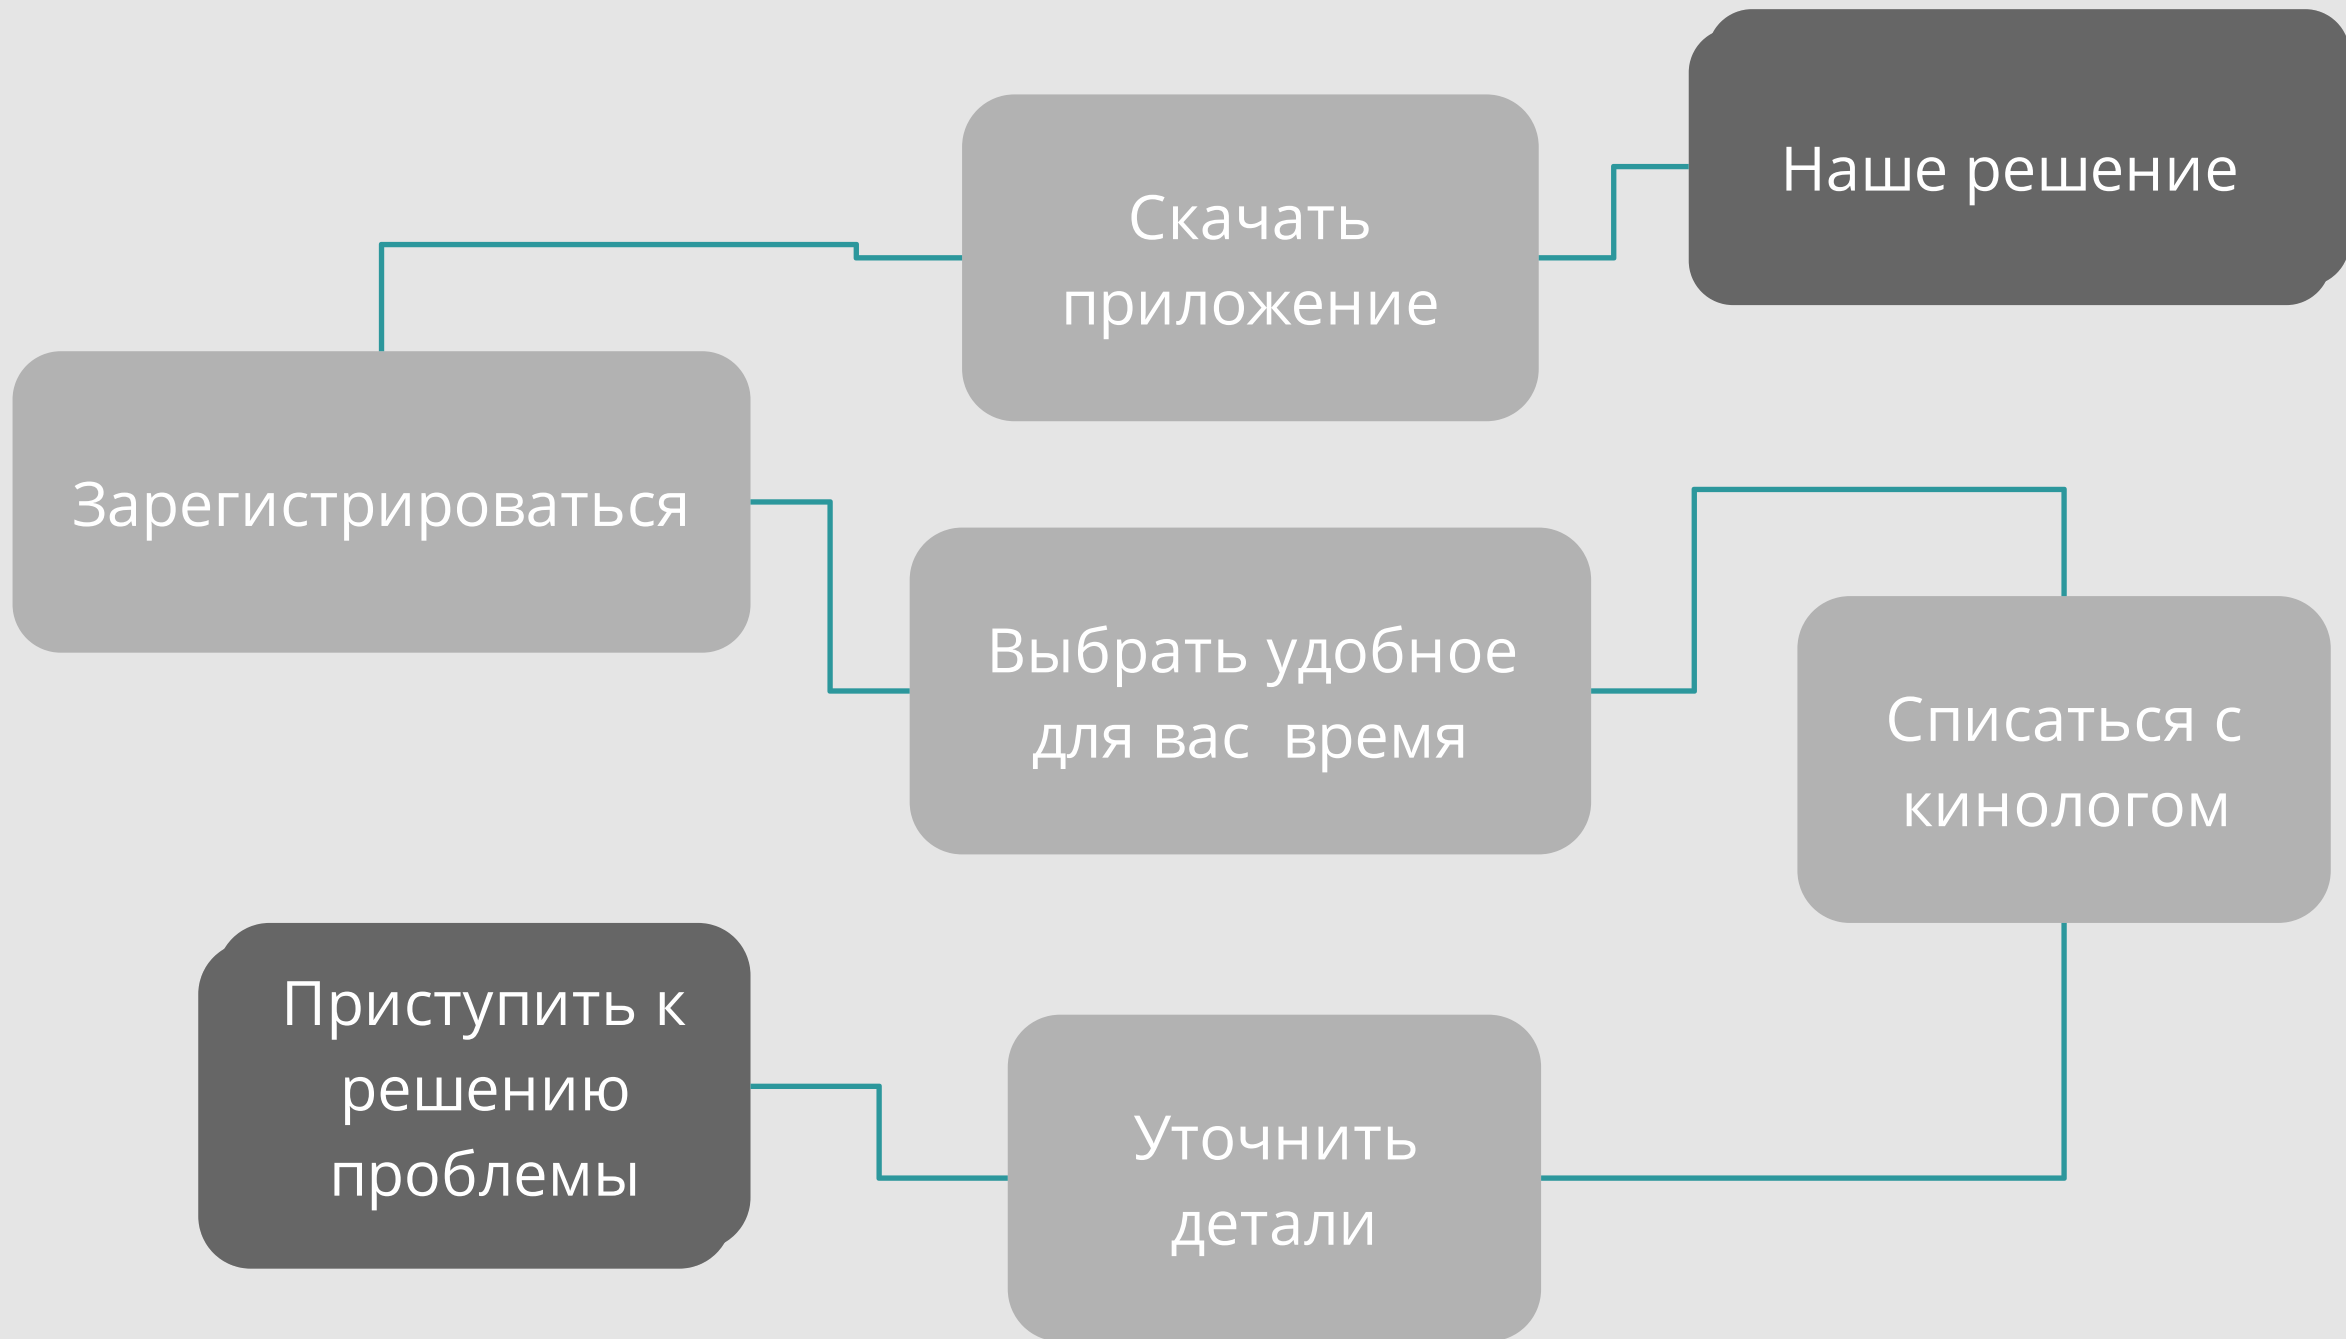 Наше решение
Скачать
приложение
Зарегистрироваться
Выбрать удобное
для вас  время
Списаться с
кинологом
Уточнить
детали
Приступить к
решению
проблемы